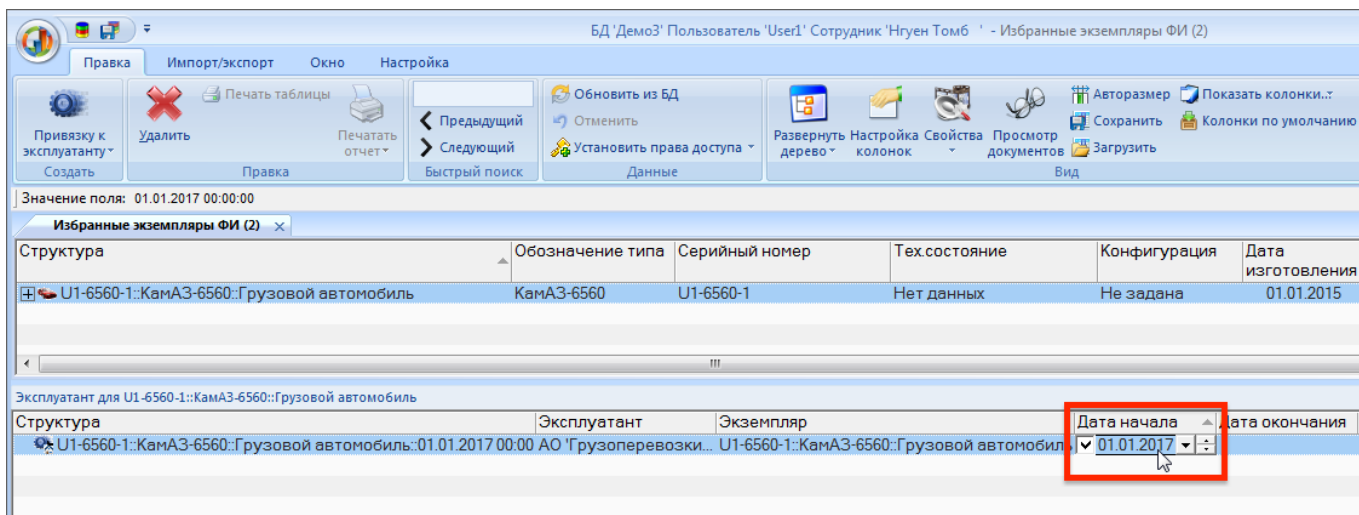 БД 'Демо3' Пользователь 'User1' Сотрудник 'Нгуен Томб ' - Избранные экземпляры ФИ (2)
Правка Импорт/экспорт Окно Настройка
Привязку к эксплуатанту
Создать
Удалить
Печать таблицы
Печатать отчет
Правка
Предыдущий
Следующий
Быстрый поиск
Обновить из БД
Отменить
Установить права доступа
Данные
Развернуть дерево
Настройка колонок
Свойства
Просмотр документов
Авторазмер
Сохранить
Загрузить
Показать колонки...
Колонки по умолчанию
Вид
Значение поля: 01.01.2017 00:00:00
Избранные экземпляры ФИ (2)
Структура Обозначение типа Серийный номер Тех.состояние Конфигурация Дата изготовления
U1-6560-1::КамАЗ-6560::Грузовой автомобиль КамАЗ-6560 U1-6560-1 Нет данных Не задана 01.01.2015
Эксплуатант для U1-6560-1::КамАЗ-6560::Грузовой автомобиль
Структура Эксплуатант Экземпляр Дата начала Дата окончания
U1-6560-1::КамАЗ-6560::Грузовой автомобиль::01.01.2017 00:00 АО 'Грузоперевозки... U1-6560-1::КамАЗ-6560::Грузовой автомобиль 01.01.2017